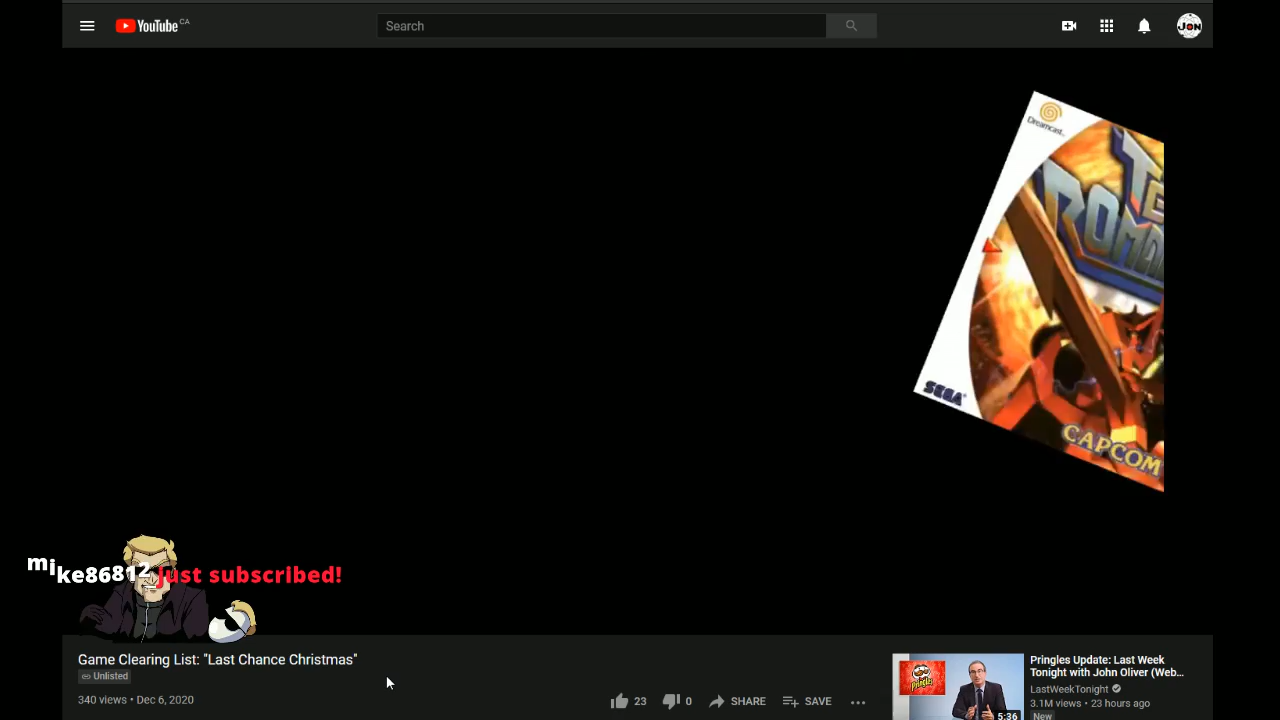 YouTube CA
Search
JON
Dreamcast
SEGA
CAPCOM
mike86812 just subscribed!
Game Clearing List: "Last Chance Christmas"
Unlisted
340 views • Dec 6, 2020
23
0
SHARE
SAVE
Pringles
5:36
Pringles Update: Last Week
Tonight with John Oliver (Web...
LastWeekTonight
3.1M views • 23 hours ago
New